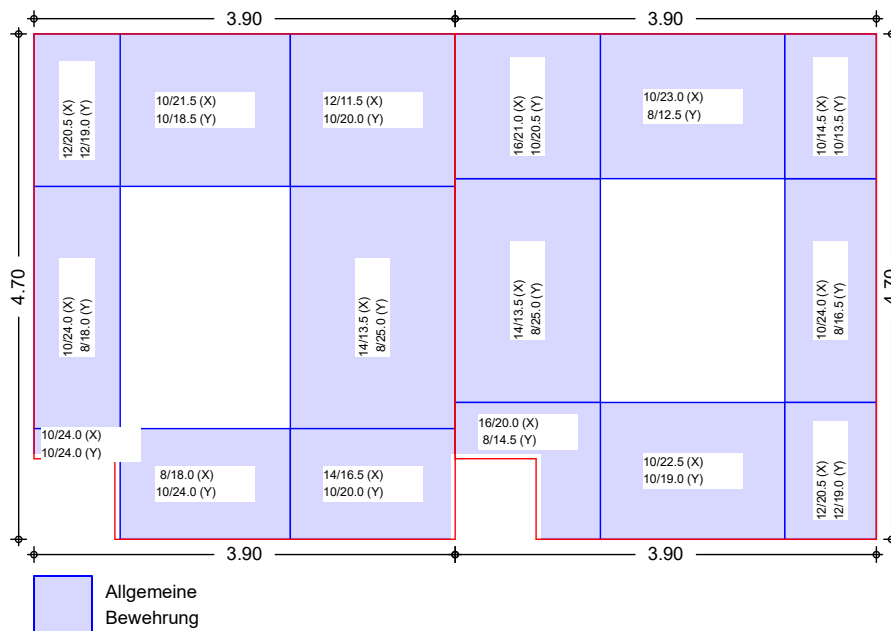 3.90
3.90
12/20.5 (X)
12/19.0 (Y)
10/21.5 (X)
10/18.5 (Y)
12/11.5 (X)
10/20.0 (Y)
16/21.0 (X)
10/20.5 (Y)
10/23.0 (X)
8/12.5 (Y)
10/14.5 (X)
10/13.5 (Y)
4.70
10/24.0 (X)
8/18.0 (Y)
14/13.5 (X)
8/25.0 (Y)
14/13.5 (X)
8/25.0 (Y)
10/24.0 (X)
8/16.5 (Y)
4.70
10/24.0 (X)
10/24.0 (Y)
8/18.0 (X)
10/24.0 (Y)
14/16.5 (X)
10/20.0 (Y)
16/20.0 (X)
8/14.5 (Y)
10/22.5 (X)
10/19.0 (Y)
12/20.5 (X)
12/19.0 (Y)
3.90
3.90
Allgemeine
Bewehrung